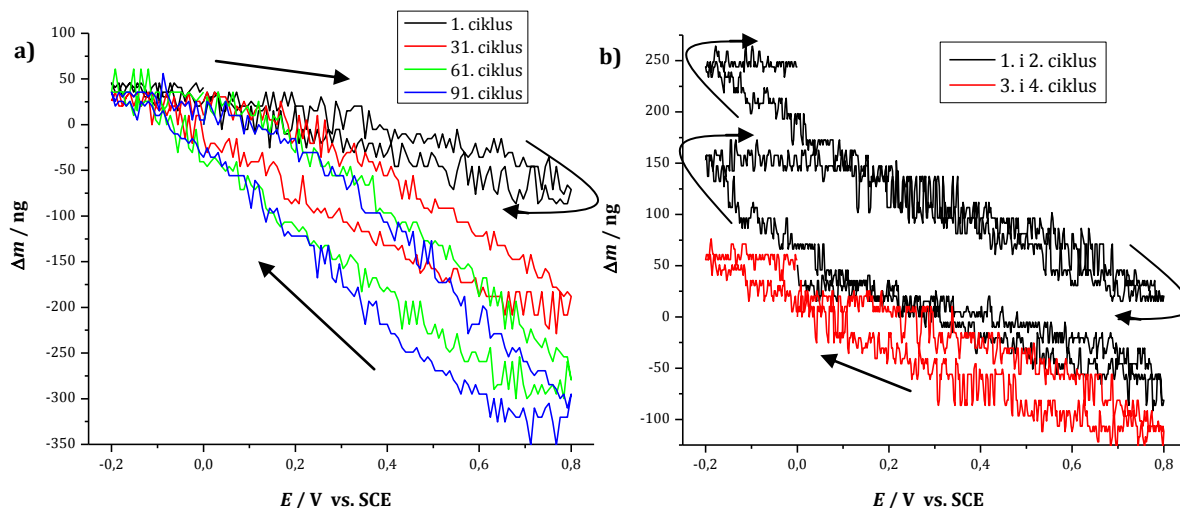 a)
1. ciklus
31. ciklus
61. ciklus
91. ciklus
100
50
0
-50
-100
-150
-200
-250
-300
-350
Δm / ng
-0,2
0,0
0,2
0,4
0,6
0,8
E / V vs. SCE
b)
1. i 2. ciklus
3. i 4. ciklus
250
200
150
100
50
0
-50
-100
Δm / ng
-0,2
0,0
0,2
0,4
0,6
0,8
E / V vs. SCE